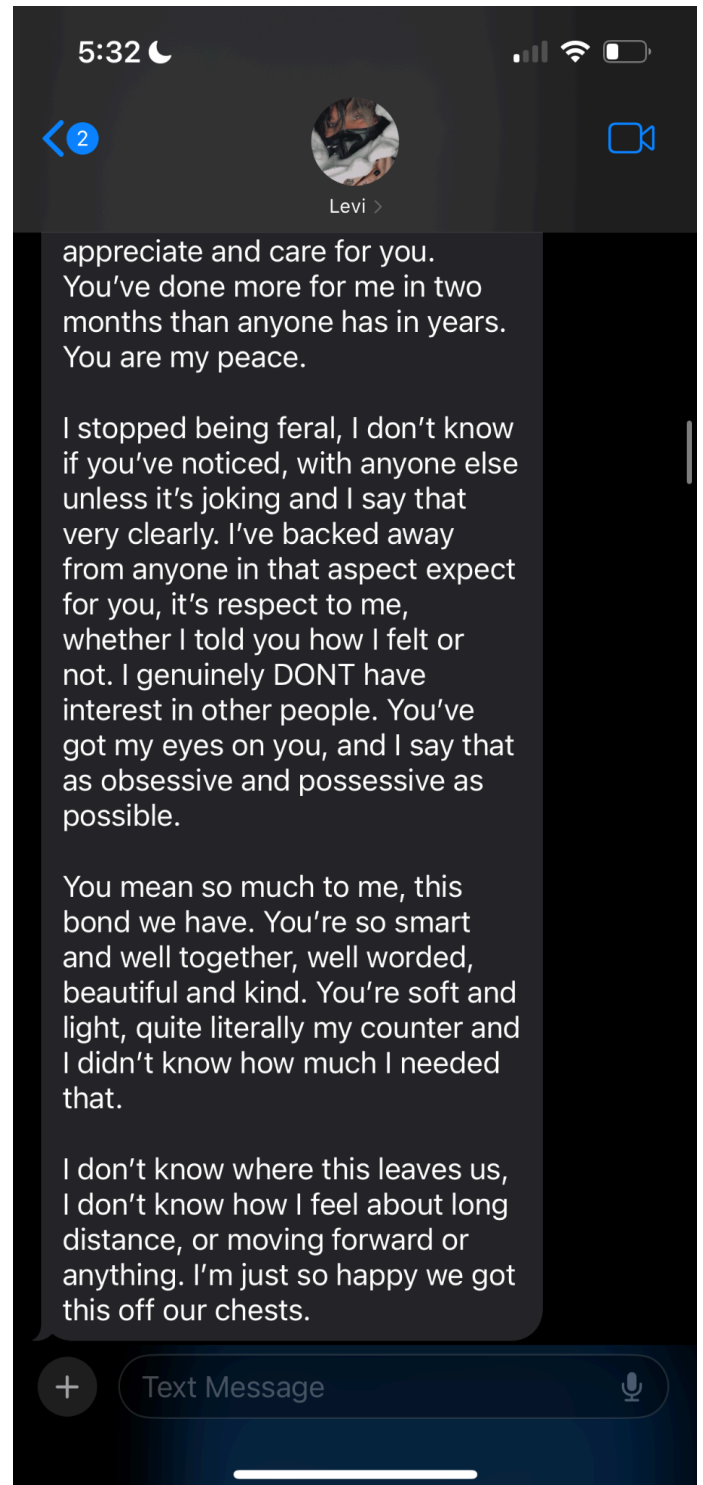 5:32
2
Levi >
appreciate and care for you.
You’ve done more for me in two
months than anyone has in years.
You are my peace.
I stopped being feral, I don’t know
if you’ve noticed, with anyone else
unless it’s joking and I say that
very clearly. I’ve backed away
from anyone in that aspect expect
for you, it’s respect to me,
whether I told you how I felt or
not. I genuinely DONT have
interest in other people. You’ve
got my eyes on you, and I say that
as obsessive and possessive as
possible.
You mean so much to me, this
bond we have. You’re so smart
and well together, well worded,
beautiful and kind. You’re soft and
light, quite literally my counter and
I didn’t know how much I needed
that.
I don’t know where this leaves us,
I don’t know how I feel about long
distance, or moving forward or
anything. I’m just so happy we got
this off our chests.
Text Message